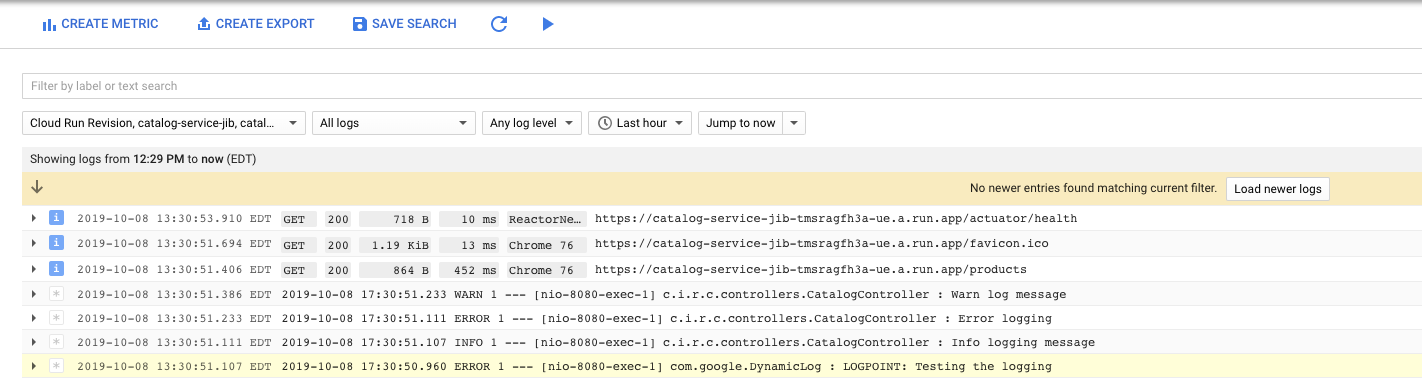 CREATE METRIC CREATE EXPORT SAVE SEARCH
Filter by label or text search
Cloud Run Revision, catalog-service-jib, catal... All logs Any log level Last hour Jump to now
Showing logs from 12:29 PM to now (EDT)
No newer entries found matching current filter. Load newer logs
i 2019-10-08 13:30:53.910 EDT GET 200 718 B 10 ms ReactorNe... https://catalog-service-jib-tmsragfh3a-ue.a.run.app/actuator/health
i 2019-10-08 13:30:51.694 EDT GET 200 1.19 KiB 13 ms Chrome 76 https://catalog-service-jib-tmsragfh3a-ue.a.run.app/favicon.ico
i 2019-10-08 13:30:51.406 EDT GET 200 864 B 452 ms Chrome 76 https://catalog-service-jib-tmsragfh3a-ue.a.run.app/products
* 2019-10-08 13:30:51.386 EDT 2019-10-08 17:30:51.233 WARN 1 --- [nio-8080-exec-1] c.i.r.c.controllers.CatalogController : Warn log message
* 2019-10-08 13:30:51.233 EDT 2019-10-08 17:30:51.111 ERROR 1 --- [nio-8080-exec-1] c.i.r.c.controllers.CatalogController : Error logging
* 2019-10-08 13:30:51.111 EDT 2019-10-08 17:30:51.107 INFO 1 --- [nio-8080-exec-1] c.i.r.c.controllers.CatalogController : Info logging message
* 2019-10-08 13:30:51.107 EDT 2019-10-08 17:30:50.960 ERROR 1 --- [nio-8080-exec-1] com.google.DynamicLog : LOGPOINT: Testing the logging